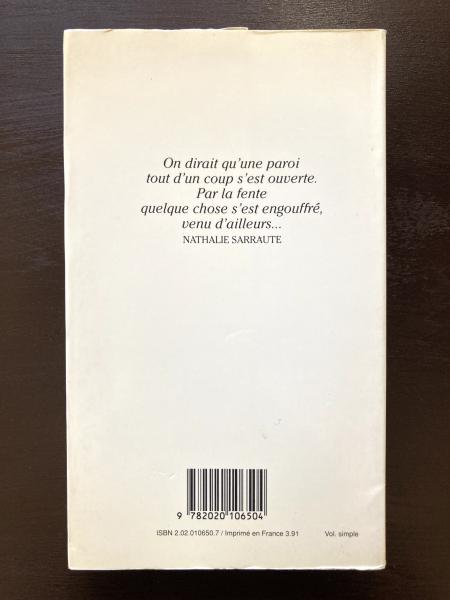 On dirait qu'une paroi
tout d'un coup s'est ouverte.
Par la fente
quelque chose s'est engouffré,
venu d'ailleurs...
NATHALIE SARRAUTE
9 782020 106504
ISBN 2.02.010650.7 / Imprimé en France 3.91 Vol. simple